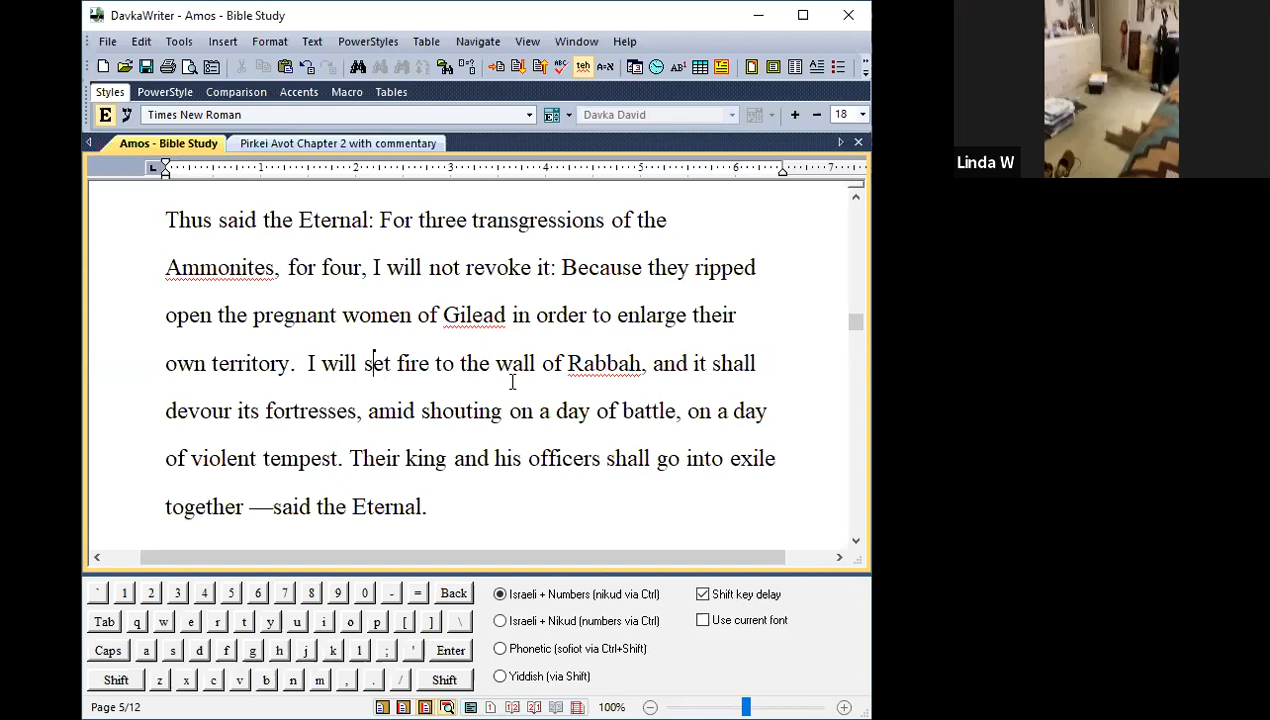 DavkaWriter - Amos - Bible Study
File Edit Tools Insert Format Text PowerStyles Table Navigate View Window Help
Styles PowerStyle Comparison Accents Macro Tables
E Times New Roman Davka David 18
Amos - Bible Study Pirkei Avot Chapter 2 with commentary
1 2 3 4 5 6 7
Thus said the Eternal: For three transgressions of the
Ammonites, for four, I will not revoke it: Because they ripped
open the pregnant women of Gilead in order to enlarge their
own territory. I will set fire to the wall of Rabbah, and it shall
devour its fortresses, amid shouting on a day of battle, on a day
of violent tempest. Their king and his officers shall go into exile
together —said the Eternal.
` 1 2 3 4 5 6 7 8 9 0 - = Back
Tab q w e r t y u i o p [ ] \
Caps a s d f g h j k l ; ' Enter
Shift z x c v b n m , . / Shift
Israeli + Numbers (nikud via Ctrl)
Israeli + Nikud (numbers via Ctrl)
Phonetic (sofiot via Ctrl+Shift)
Yiddish (via Shift)
Shift key delay
Use current font
Page 5/12 100%
Linda W